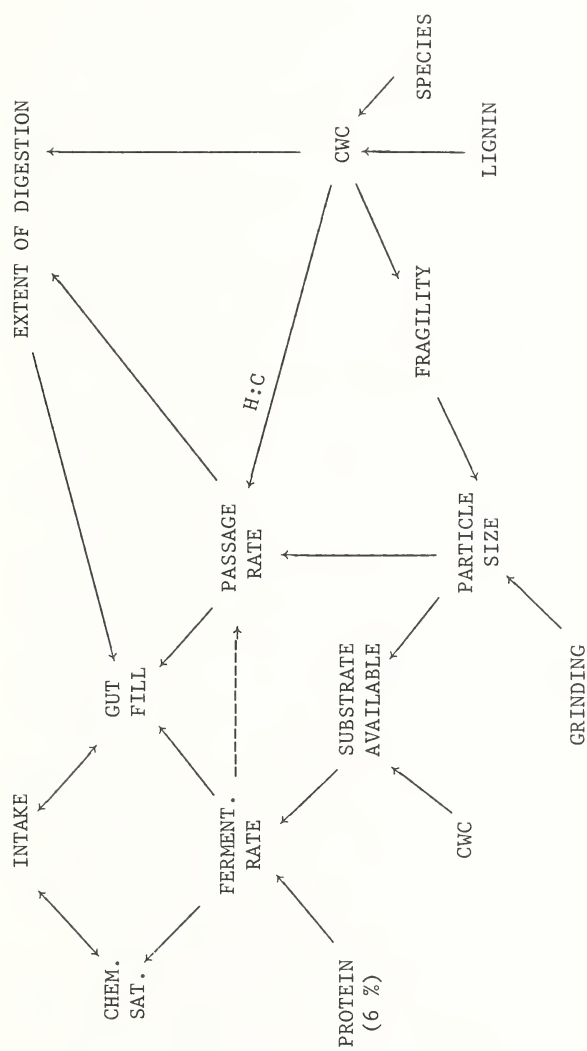 INTAKE
EXTENT OF DIGESTION
CHEM.
SAT.
GUT
FILL
FERMENT.
RATE
PASSAGE
RATE
H:C
CWC
SPECIES
PROTEIN
(6 %)
SUBSTRATE
AVAILABLE
FRAGILITY
LIGNIN
CWC
PARTICLE
SIZE
GRINDING